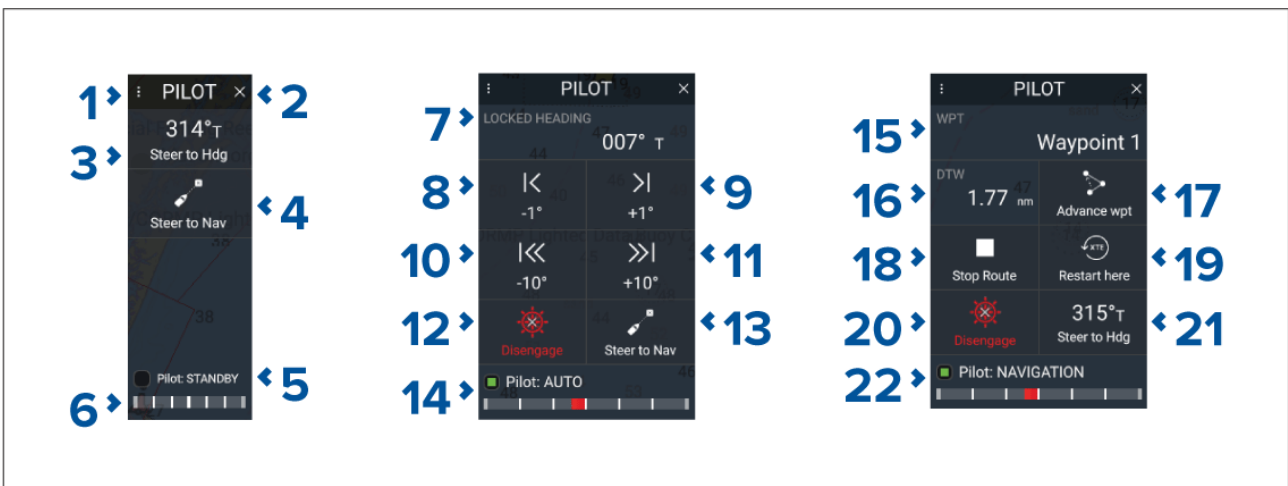 PILOT
314°T
Steer to Hdg
Steer to Nav
Pilot: STANDBY
1
2
3
4
5
6
PILOT
LOCKED HEADING
007° T
-1°
+1°
-10°
+10°
Disengage
Steer to Nav
Pilot: AUTO
7
8
9
10
11
12
13
14
PILOT
WPT
Waypoint 1
DTW
1.77 nm
Advance wpt
Stop Route
XTE
Restart here
Disengage
315°T
Steer to Hdg
Pilot: NAVIGATION
15
16
17
18
19
20
21
22